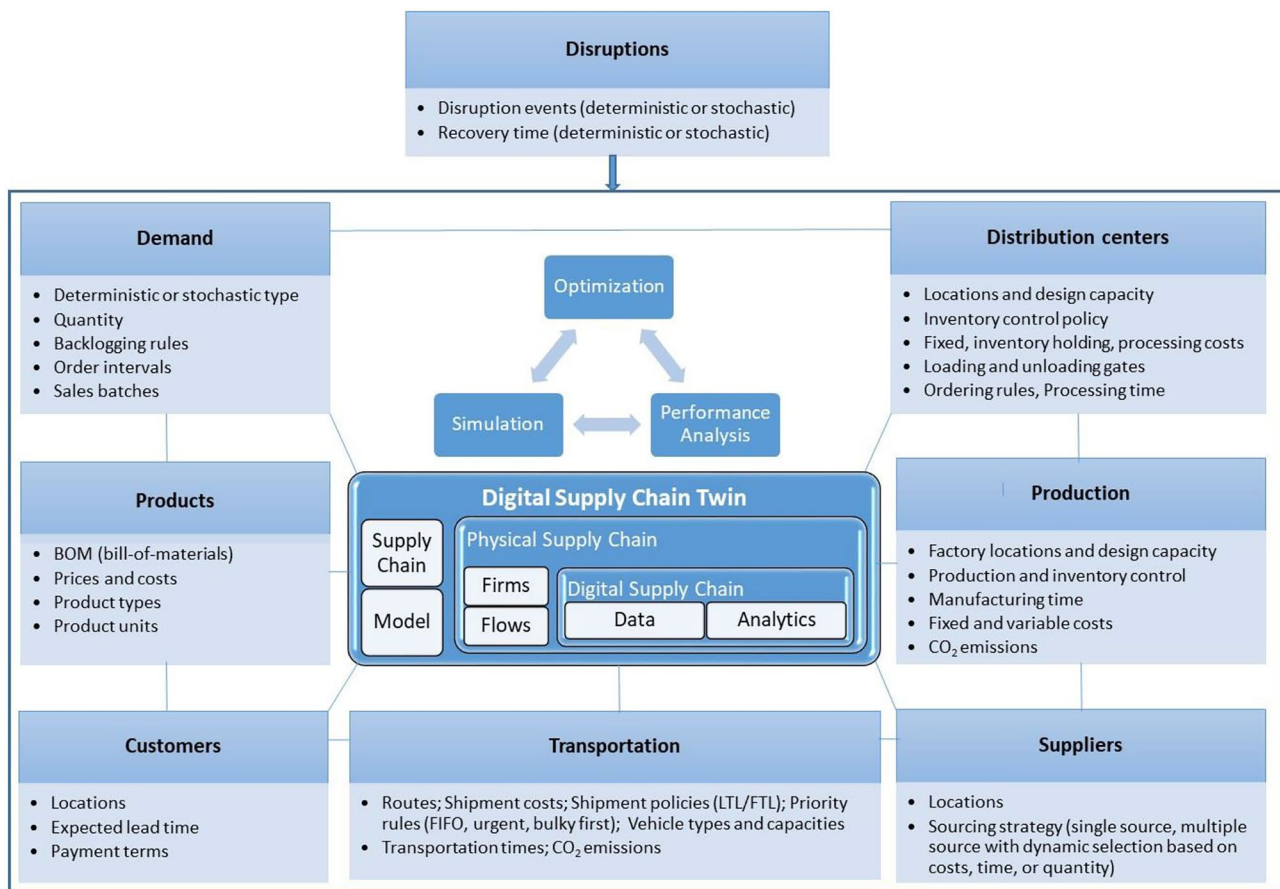 Disruptions
• Disruption events (deterministic or stochastic)
• Recovery time (deterministic or stochastic)
Demand
• Deterministic or stochastic type
• Quantity
• Backlogging rules
• Order intervals
• Sales batches
Optimization
Simulation
Performance
Analysis
Distribution centers
• Locations and design capacity
• Inventory control policy
• Fixed, inventory holding, processing costs
• Loading and unloading gates
• Ordering rules, Processing time
Products
• BOM (bill-of-materials)
• Prices and costs
• Product types
• Product units
Digital Supply Chain Twin
Supply
Chain
Model
Physical Supply Chain
Firms
Flows
Digital Supply Chain
Data
Analytics
Production
• Factory locations and design capacity
• Production and inventory control
• Manufacturing time
• Fixed and variable costs
• CO₂ emissions
Customers
• Locations
• Expected lead time
• Payment terms
Transportation
• Routes; Shipment costs; Shipment policies (LTL/FTL); Priority
rules (FIFO, urgent, bulky first); Vehicle types and capacities
• Transportation times; CO₂ emissions
Suppliers
• Locations
• Sourcing strategy (single source, multiple
source with dynamic selection based on
costs, time, or quantity)